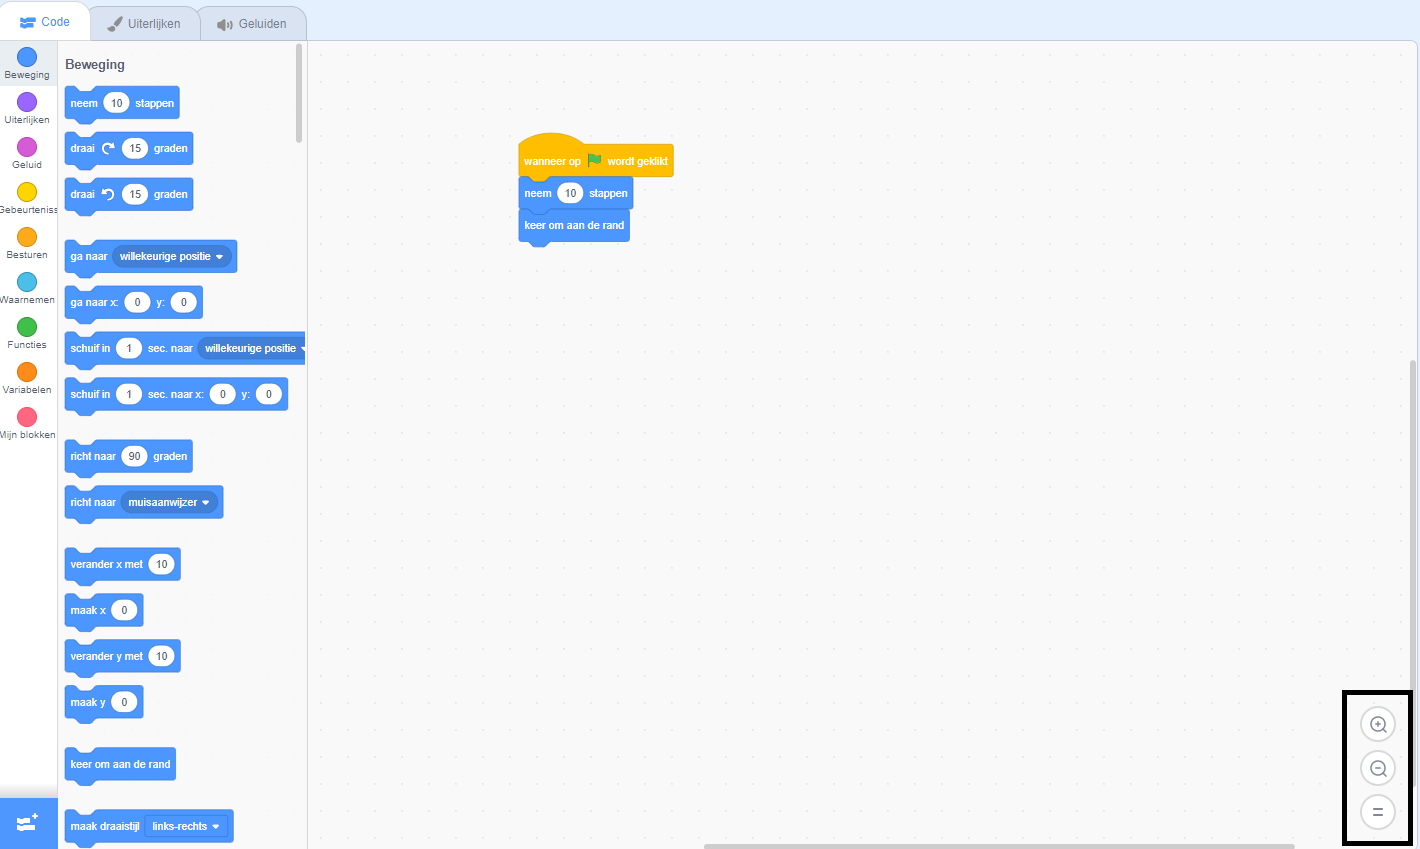 Code
Uiterlijken
Geluiden
Beweging
Uiterlijken
Geluid
Gebeurteniss
Besturen
Waarnemen
Functies
Variabelen
Mijn blokken
Beweging
neem 10 stappen
draai 15 graden
draai 15 graden
ga naar willekeurige positie
ga naar x: 0 y: 0
schuif in 1 sec. naar willekeurige positie
schuif in 1 sec. naar x: 0 y: 0
richt naar 90 graden
richt naar muisaanwijzer
verander x met 10
maak x 0
verander y met 10
maak y 0
keer om aan de rand
maak draaistijl links-rechts
wanneer op wordt geklikt
neem 10 stappen
keer om aan de rand